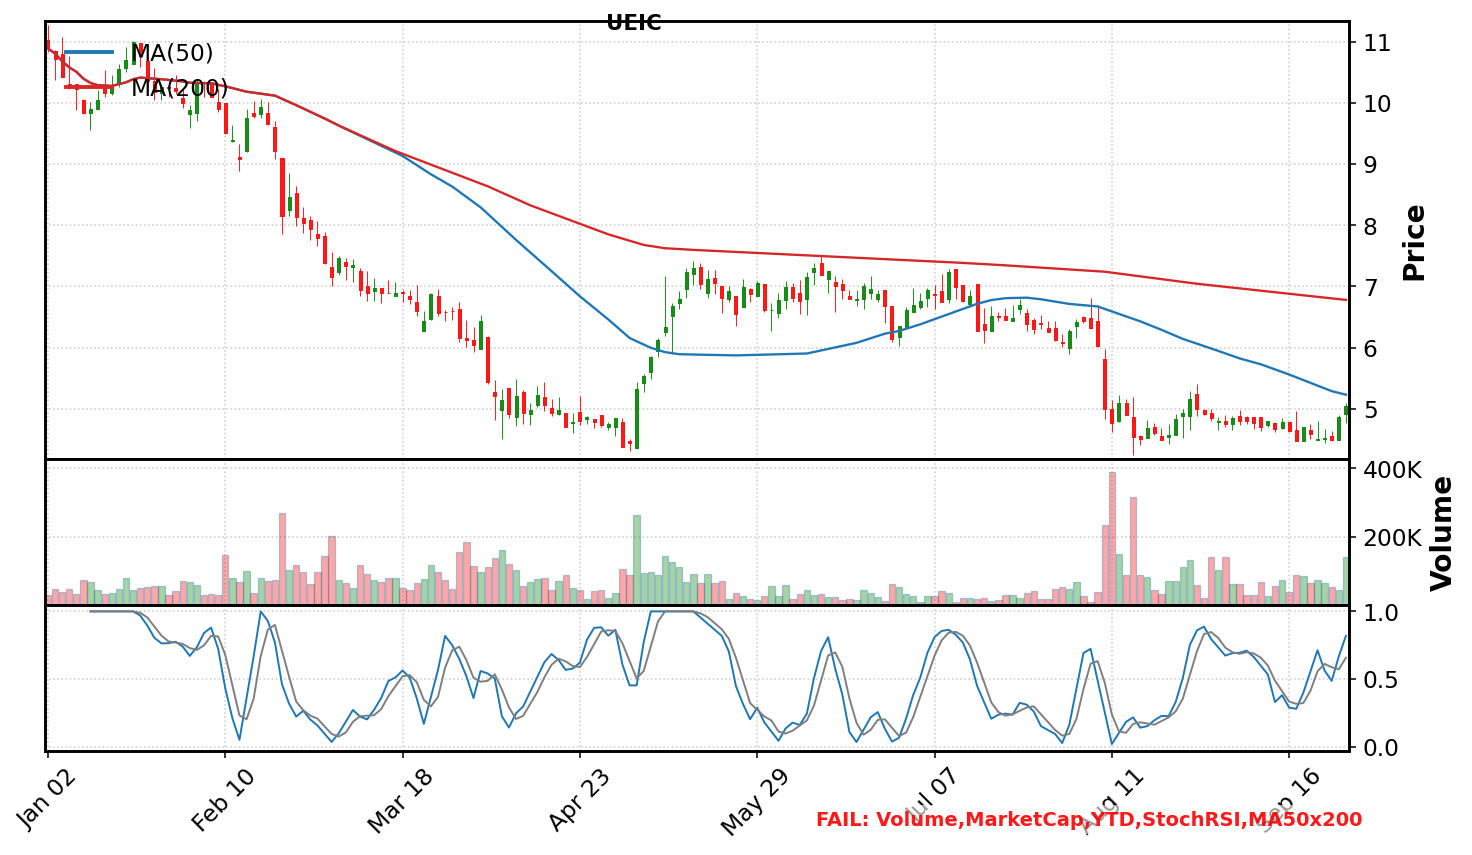 UEIC
MA(50)
MA(200)
11
10
9
8
7
6
5
Price
400K
200K
Volume
1.0
0.5
0.0
Jan 02
Feb 10
Mar 18
Apr 23
May 29
Jul 07
Aug 11
Sep 16
FAIL: Volume,MarketCap,YTD,StochRSI,MA50x200